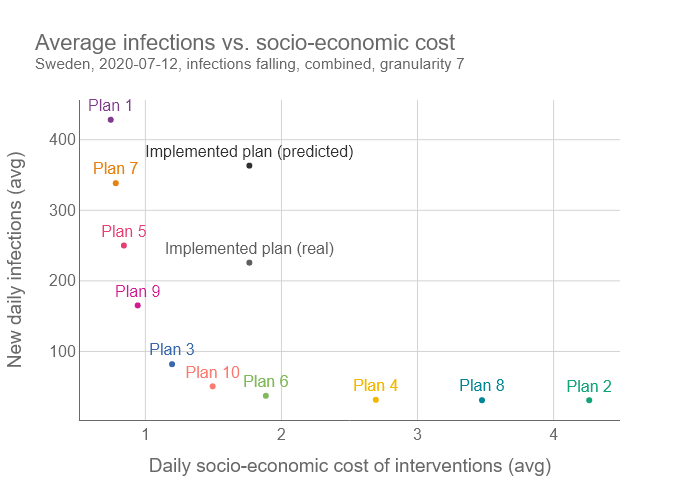 Average infections vs. socio-economic cost
Sweden, 2020-07-12, infections falling, combined, granularity 7
New daily infections (avg)
400
300
200
100
Plan 1
Implemented plan (predicted)
Plan 7
Plan 5
Implemented plan (real)
Plan 9
Plan 3
Plan 10
Plan 6
Plan 4
Plan 8
Plan 2
1
2
3
4
Daily socio-economic cost of interventions (avg)